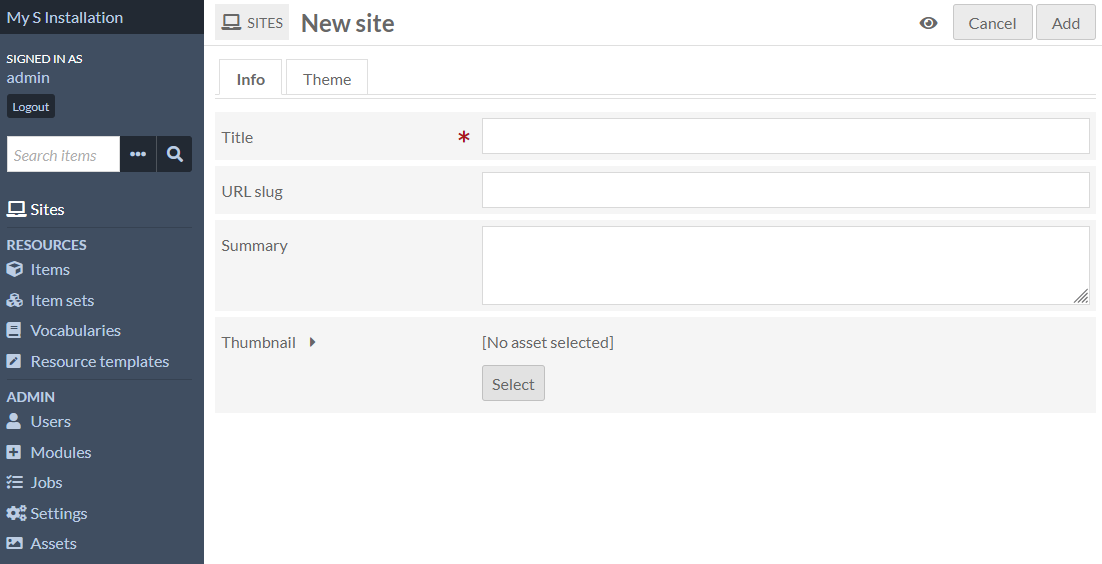 My S Installation
SIGNED IN AS
admin
Logout
Search items
Sites
RESOURCES
Items
Item sets
Vocabularies
Resource templates
ADMIN
Users
Modules
Jobs
Settings
Assets
SITES New site Cancel Add
Info Theme
Title *
URL slug
Summary
Thumbnail [No asset selected]
Select